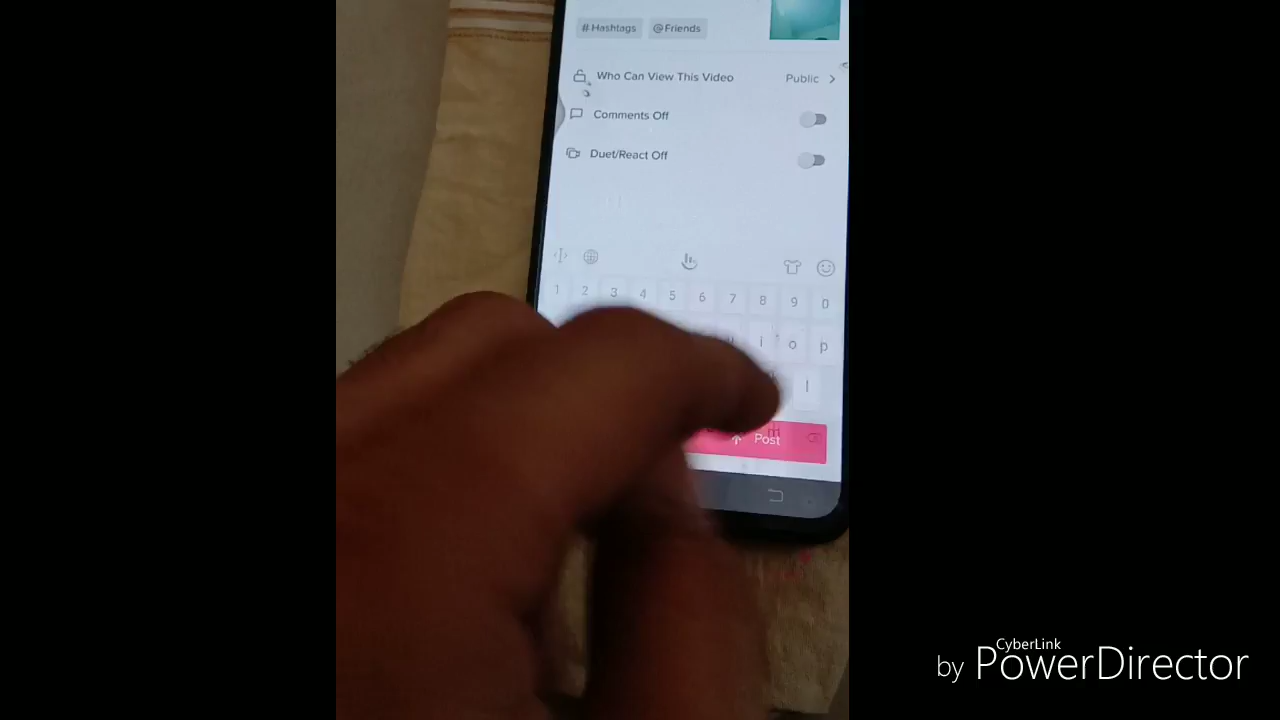 # Hashtags @ Friends
Who Can View This Video Public
Comments Off
Duet/React Off
1 2 3 4 5 6 7 8 9 0
i o p
l
m
Post
CyberLink
by PowerDirector